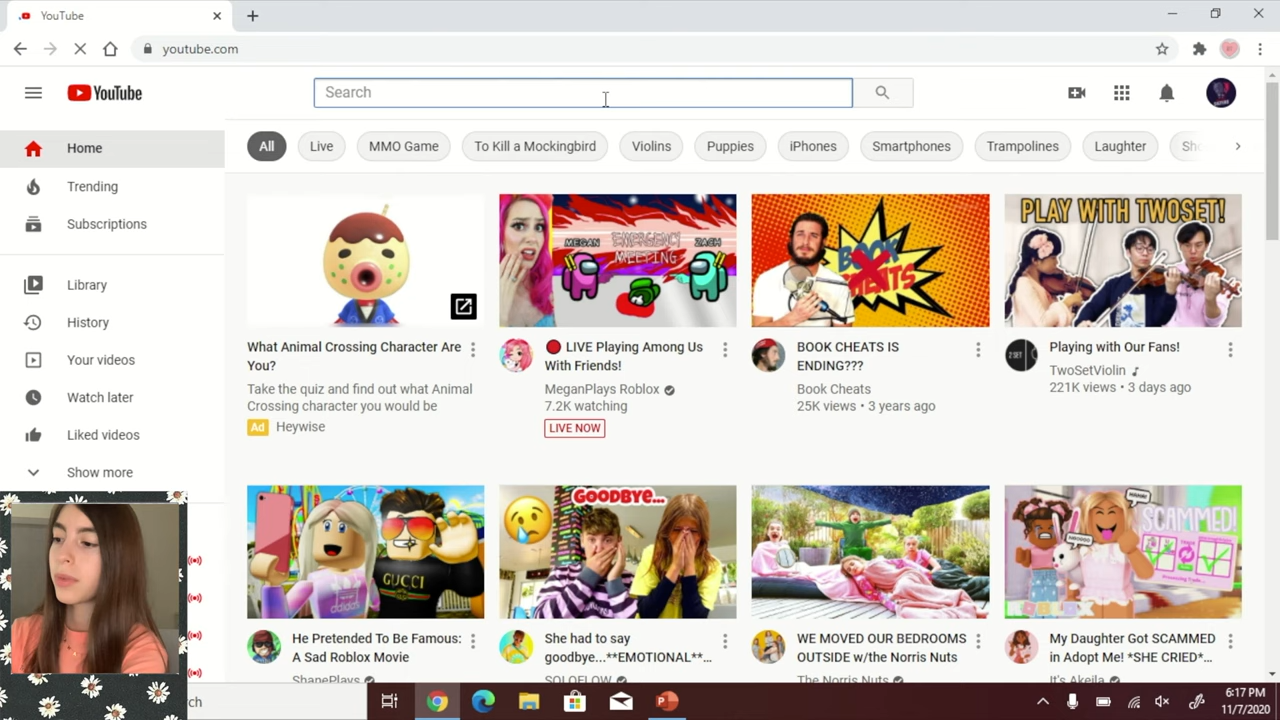 YouTube
youtube.com
YouTube
Search
All
Live
MMO Game
To Kill a Mockingbird
Violins
Puppies
iPhones
Smartphones
Trampolines
Laughter
Home
Trending
Subscriptions
Library
History
Your videos
Watch later
Liked videos
Show more
What Animal Crossing Character Are
You?
Take the quiz and find out what Animal
Crossing character you would be
Ad Heywise
MEGAN
EMERGENCY
MEETING
ZACH
LIVE Playing Among Us
With Friends!
MeganPlays Roblox
7.2K watching
LIVE NOW
BOOK
CHEATS
BOOK CHEATS IS
ENDING???
Book Cheats
25K views • 3 years ago
PLAY WITH TWOSET!
2 SET
Playing with Our Fans!
TwoSetViolin
221K views • 3 days ago
adidas
GUCCI
He Pretended To Be Famous:
A Sad Roblox Movie
ShanePlays
GOODBYE...
She had to say
goodbye...**EMOTIONAL**...
SOLOFLOW
WE MOVED OUR BEDROOMS
OUTSIDE w/the Norris Nuts
The Norris Nuts
HAHA!
SCAMMED!
My Daughter Got SCAMMED
in Adopt Me! *SHE CRIED*...
It's Akeila
ch
6:17 PM
11/7/2020